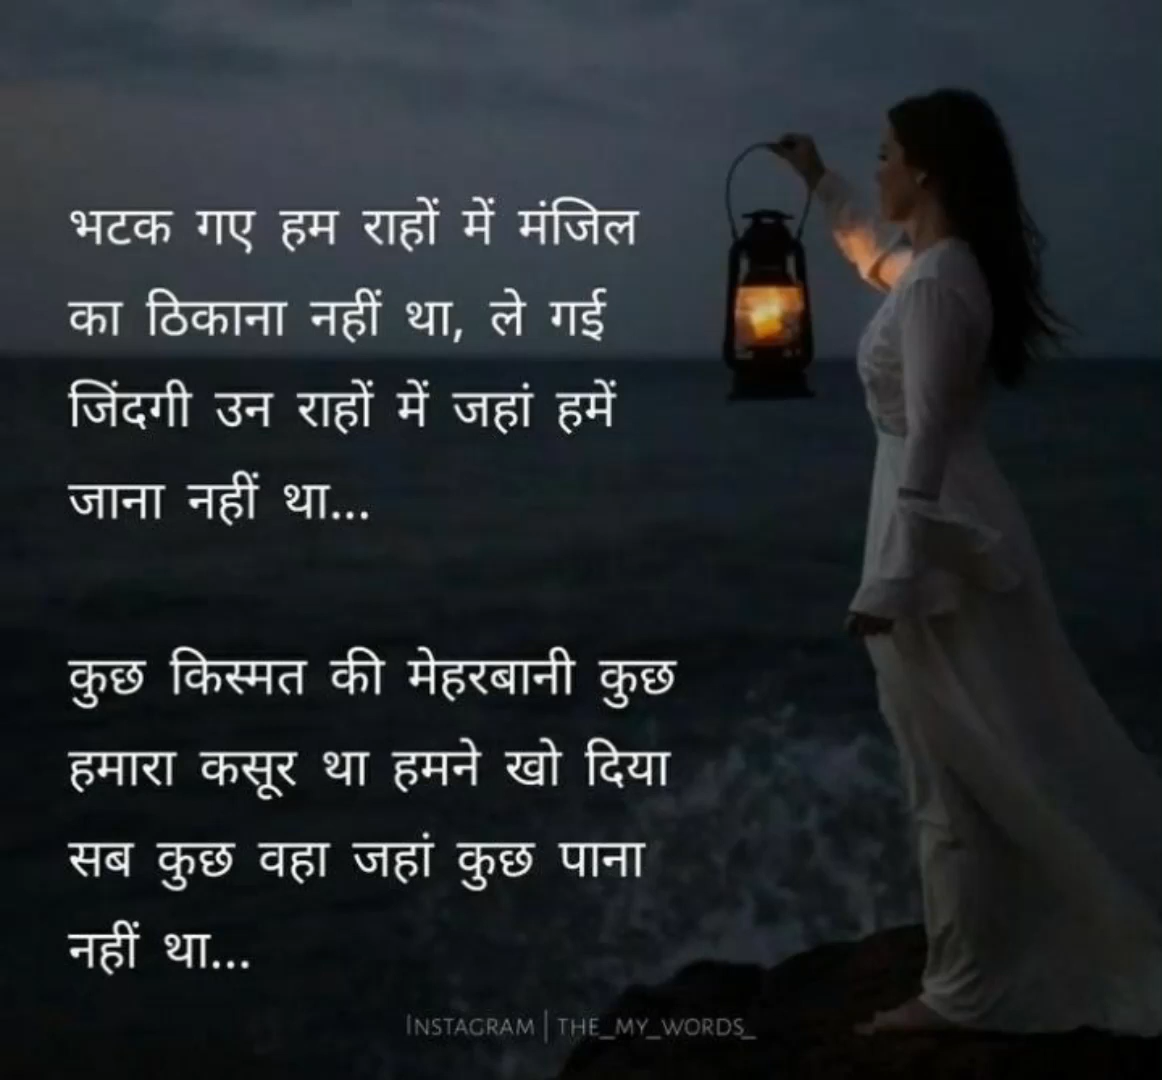 भटक गए हम राहों में मंजिल
का ठिकाना नहीं था, ले गई
जिंदगी उन राहों में जहां हमें
जाना नहीं था...
कुछ किस्मत की मेहरबानी कुछ
हमारा कसूर था हमने खो दिया
सब कुछ वहा जहां कुछ पाना
नहीं था...
INSTAGRAM | THE_MY_WORDS_